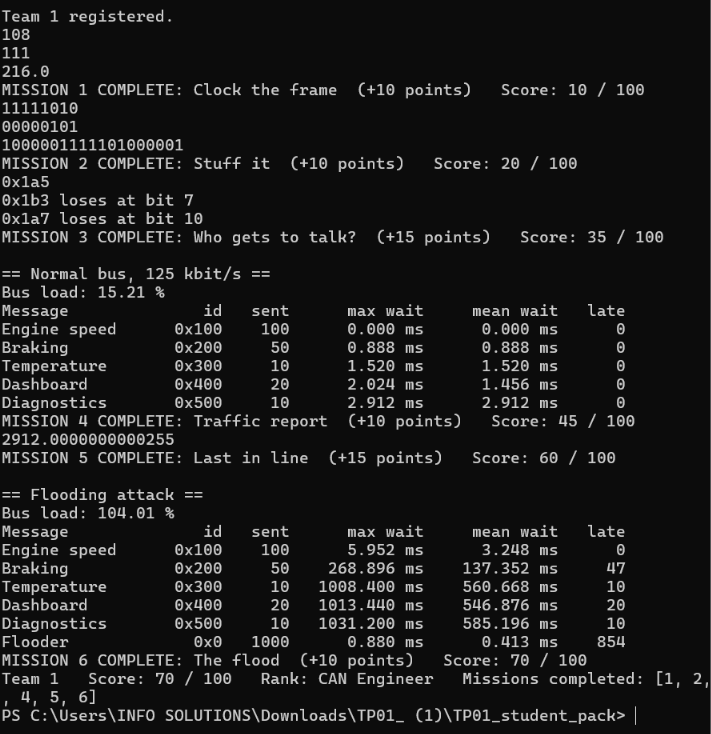 Team 1 registered.
108
111
216.0
MISSION 1 COMPLETE: Clock the frame  (+10 points)   Score: 10 / 100
11111010
00000101
1000001111101000001
MISSION 2 COMPLETE: Stuff it  (+10 points)   Score: 20 / 100
0x1a5
0x1b3 loses at bit 7
0x1a7 loses at bit 10
MISSION 3 COMPLETE: Who gets to talk?  (+15 points)   Score: 35 / 100
== Normal bus, 125 kbit/s ==
Bus load: 15.21 %
Message             id   sent      max wait      mean wait   late
Engine speed      0x100    100      0.000 ms      0.000 ms      0
Braking           0x200     50      0.888 ms      0.888 ms      0
Temperature       0x300     10      1.520 ms      1.520 ms      0
Dashboard         0x400     20      2.024 ms      1.456 ms      0
Diagnostics       0x500     10      2.912 ms      2.912 ms      0
MISSION 4 COMPLETE: Traffic report  (+10 points)   Score: 45 / 100
2912.0000000000255
MISSION 5 COMPLETE: Last in line  (+15 points)   Score: 60 / 100
== Flooding attack ==
Bus load: 104.01 %
Message             id   sent      max wait      mean wait   late
Engine speed      0x100    100      5.952 ms      3.248 ms      0
Braking           0x200     50    268.896 ms    137.352 ms     47
Temperature       0x300     10   1008.400 ms    560.668 ms     10
Dashboard         0x400     20   1013.440 ms    546.876 ms     20
Diagnostics       0x500     10   1031.200 ms    585.196 ms     10
Flooder             0x0   1000      0.880 ms      0.413 ms    854
MISSION 6 COMPLETE: The flood  (+10 points)   Score: 70 / 100
Team 1   Score: 70 / 100   Rank: CAN Engineer   Missions completed: [1, 2,
, 4, 5, 6]
PS C:\Users\INFO SOLUTIONS\Downloads\TP01_ (1)\TP01_student_pack>